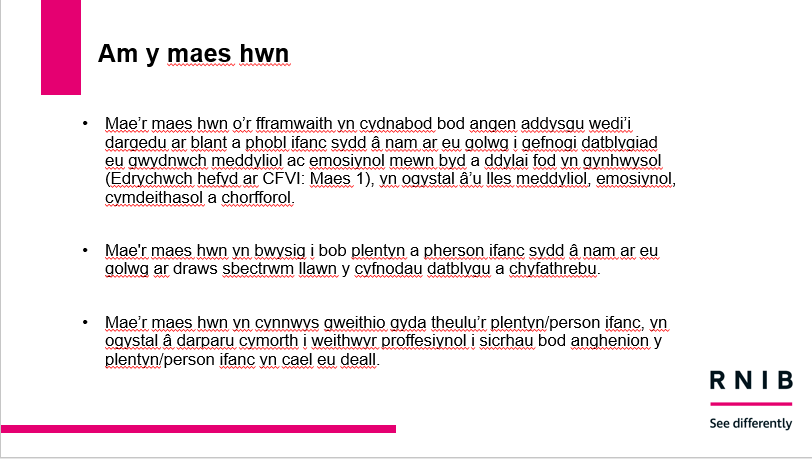 Am y maes hwn
• Mae’r maes hwn o’r fframwaith yn cydnabod bod angen addysgu wedi’i
dargedu ar blant a phobl ifanc sydd â nam ar eu golwg i gefnogi datblygiad
eu gwydnwch meddyliol ac emosiynol mewn byd a ddylai fod yn gynhwysol
(Edrychwch hefyd ar CFVI: Maes 1), yn ogystal â’u lles meddyliol, emosiynol,
cymdeithasol a chorfforol.
• Mae'r maes hwn yn bwysig i bob plentyn a pherson ifanc sydd â nam ar eu
golwg ar draws sbectrwm llawn y cyfnodau datblygu a chyfathrebu.
• Mae’r maes hwn yn cynnwys gweithio gyda theulu’r plentyn/person ifanc, yn
ogystal â darparu cymorth i weithwyr proffesiynol i sicrhau bod anghenion y
plentyn/person ifanc yn cael eu deall.
RNIB
See differently